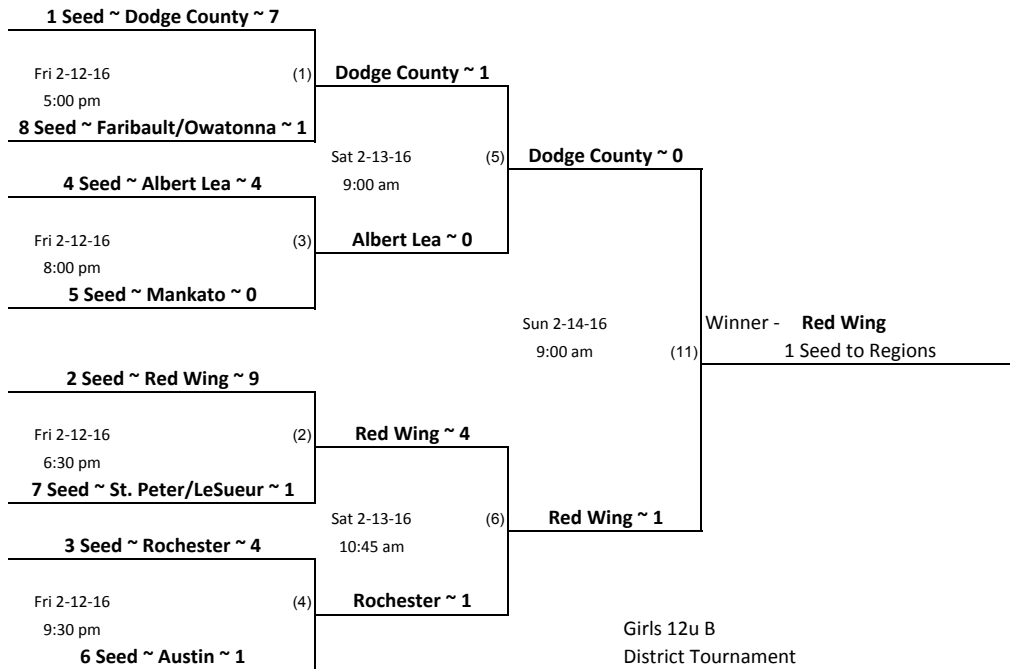 1 Seed ~ Dodge County ~ 7
Fri 2-12-16 (1) Dodge County ~ 1
5:00 pm
8 Seed ~ Faribault/Owatonna ~ 1
Sat 2-13-16 (5) Dodge County ~ 0
4 Seed ~ Albert Lea ~ 4
9:00 am
Fri 2-12-16 (3) Albert Lea ~ 0
8:00 pm
5 Seed ~ Mankato ~ 0
Sun 2-14-16 Winner - Red Wing
9:00 am (11) 1 Seed to Regions
2 Seed ~ Red Wing ~ 9
Fri 2-12-16 (2) Red Wing ~ 4
6:30 pm
7 Seed ~ St. Peter/LeSueur ~ 1
Sat 2-13-16 (6) Red Wing ~ 1
3 Seed ~ Rochester ~ 4
10:45 am
Fri 2-12-16 (4) Rochester ~ 1
9:30 pm
Girls 12u B
6 Seed ~ Austin ~ 1
District Tournament